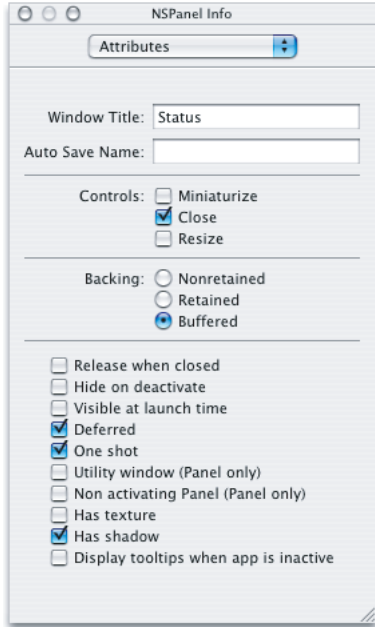 NSPanel Info
Attributes
Window Title: Status
Auto Save Name:
Controls: Miniaturize
Close
Resize
Backing: Nonretained
Retained
Buffered
Release when closed
Hide on deactivate
Visible at launch time
Deferred
One shot
Utility window (Panel only)
Non activating Panel (Panel only)
Has texture
Has shadow
Display tooltips when app is inactive